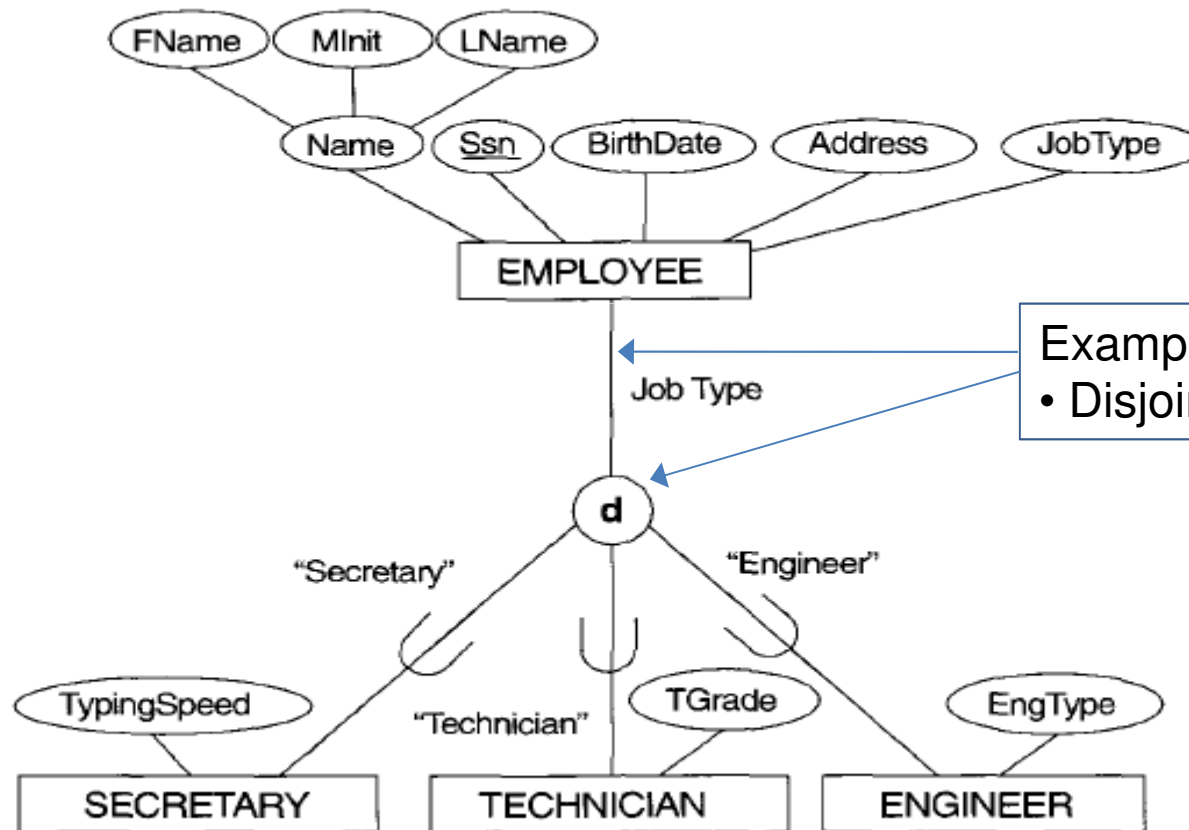 FName MInit LName
Name Ssn BirthDate Address JobType
EMPLOYEE
Job Type
d
"Secretary" "Engineer"
"Technician"
TypingSpeed TGrade EngType
SECRETARY TECHNICIAN ENGINEER